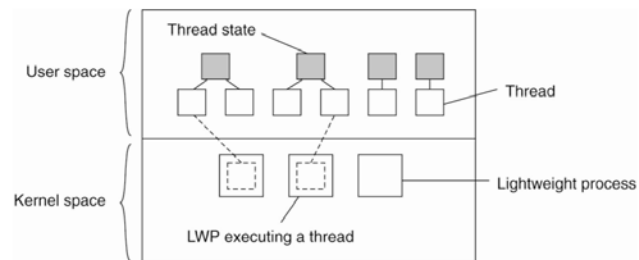 Thread state
User space
Thread
Kernel space
Lightweight process
LWP executing a thread